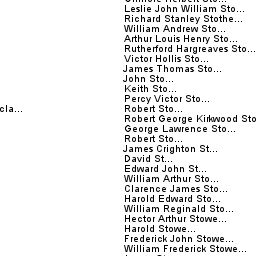 Leslie John William Sto...
Richard Stanley Stothe...
William Andrew Sto...
Arthur Louis Henry Sto...
Rutherford Hargreaves Sto...
Victor Hollis Sto...
James Thomas Sto...
John Sto...
Keith Sto...
Percy Victor Sto...
cla... Robert Sto...
Robert George Kirkwood Sto
George Lawrence Sto...
Robert Sto...
James Crighton St...
David St...
Edward John St...
William Arthur Sto...
Clarence James Sto...
Harold Edward Sto...
William Reginald Sto...
Hector Arthur Stowe...
Harold Stowe...
Frederick John Stowe...
William Frederick Stowe...